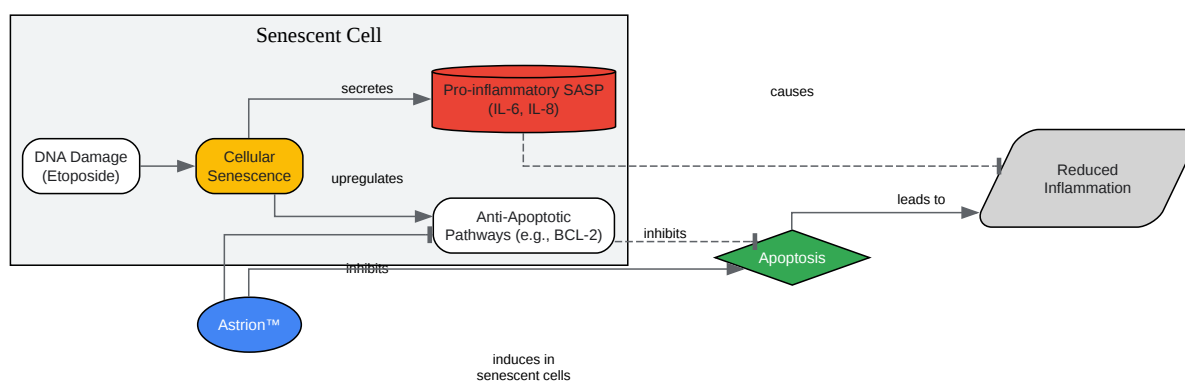 Senescent Cell
secretes
Pro-inflammatory SASP
(IL-6, IL-8)
causes
DNA Damage
(Etoposide)
Cellular
Senescence
Reduced
Inflammation
upregulates
leads to
Anti-Apoptotic
Pathways (e.g., BCL-2)
inhibits
Apoptosis
inhibits
Astrion™
induces in
senescent cells